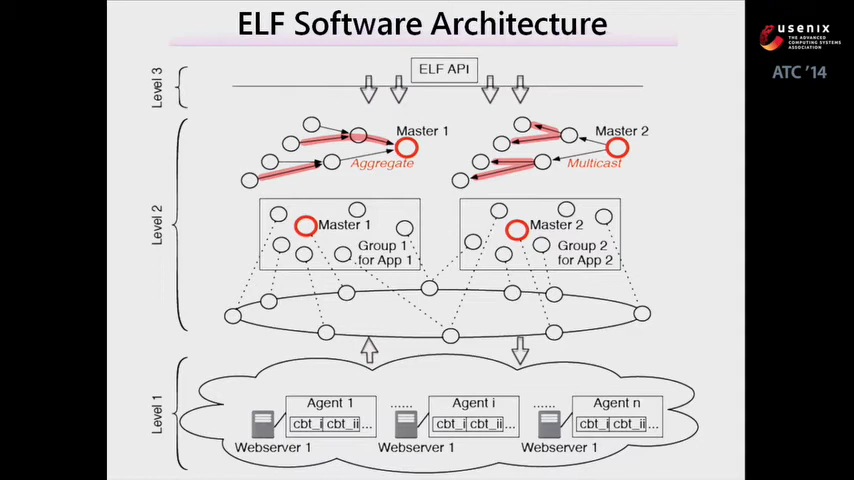 ELF Software Architecture
usenix
THE ADVANCED
COMPUTING SYSTEMS
ASSOCIATION
ATC '14
Level 3
ELF API
Master 1
Master 2
Aggregate
Multicast
Level 2
Master 1
Master 2
Group 1
for App 1
Group 2
for App 2
Level 1
Agent 1
......
Agent i
......
Agent n
cbt_i cbt_ii ...
cbt_i cbt_ii ...
cbt_i cbt_ii ...
Webserver 1
Webserver 1
Webserver 1